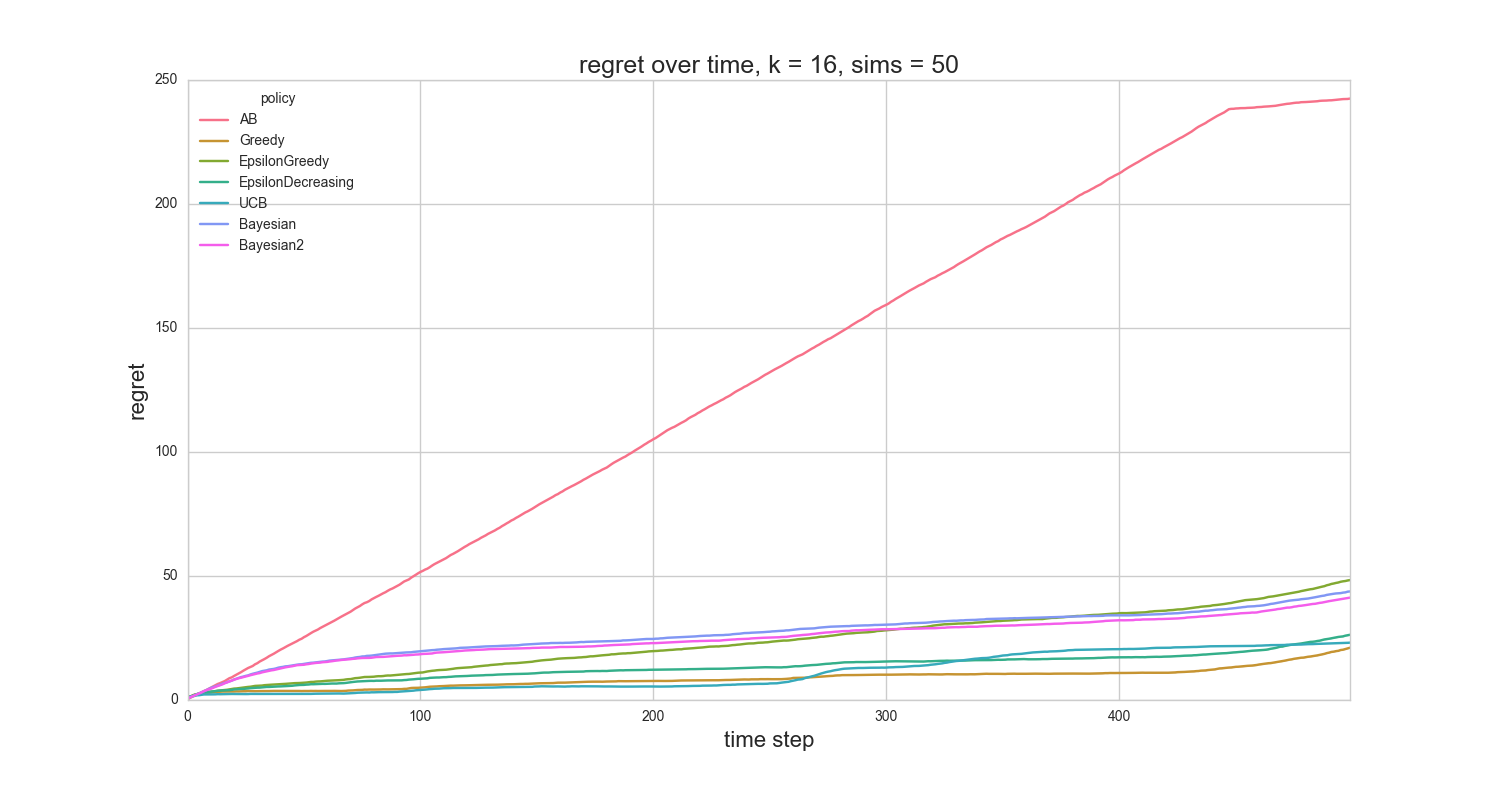 regret over time, k = 16, sims = 50
250
200
150
100
50
0
regret
policy
AB
Greedy
EpsilonGreedy
EpsilonDecreasing
UCB
Bayesian
Bayesian2
0 100 200 300 400
time step